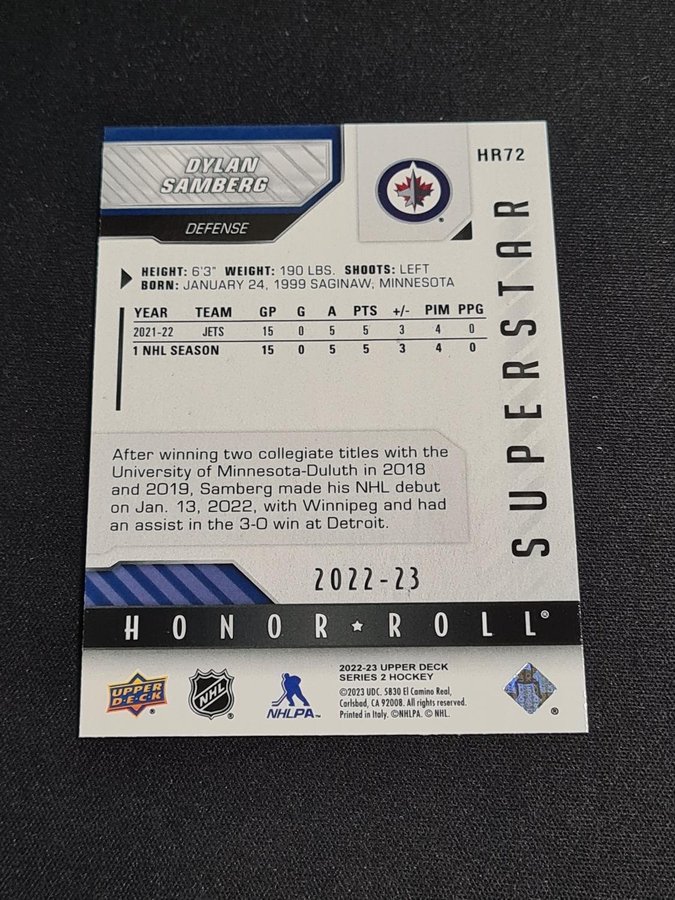 DYLAN
SAMBERG
DEFENSE
HR72
SUPERSTAR
HEIGHT: 6'3" WEIGHT: 190 LBS. SHOOTS: LEFT
BORN: JANUARY 24, 1999 SAGINAW, MINNESOTA
YEAR TEAM GP G A PTS +/- PIM PPG
2021-22 JETS 15 0 5 5 3 4 0
1 NHL SEASON 15 0 5 5 3 4 0
After winning two collegiate titles with the
University of Minnesota-Duluth in 2018
and 2019, Samberg made his NHL debut
on Jan. 13, 2022, with Winnipeg and had
an assist in the 3-0 win at Detroit.
2022-23
HONOR ★ ROLL®
UPPER
D.E.C.K
®
NHL
®
NHLPA™
2022-23 UPPER DECK
SERIES 2 HOCKEY
©2023 UDC. 5830 El Camino Real,
Carlsbad, CA 92008. All rights reserved.
Printed in Italy. ©NHLPA. © NHL.
®